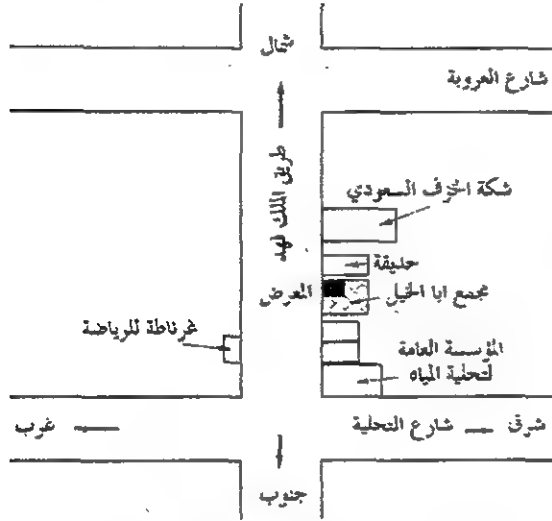 شمال
شارع العروبة
طريق الملك فهد
شركة الخزف السعودي
حديقة
المعرض
مجمع ابا الخيل
غرناطة للرياضة
المؤسسة العامة
لتحلية المياه
غرب
شارع التحلية
شرق
جنوب